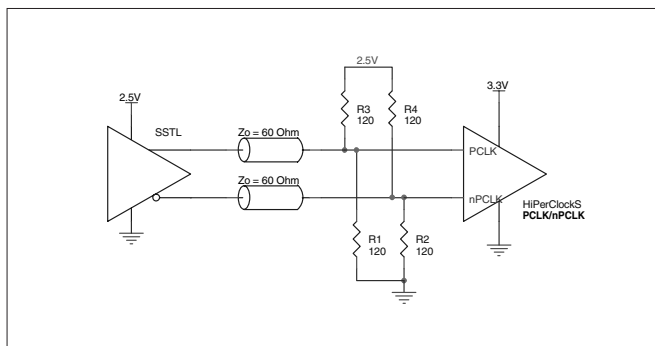 2.5V
3.3V
2.5V
R3
120
R4
120
SSTL
Zo = 60 Ohm
PCLK
Zo = 60 Ohm
nPCLK
HiPerClockS
PCLK/nPCLK
R1
120
R2
120